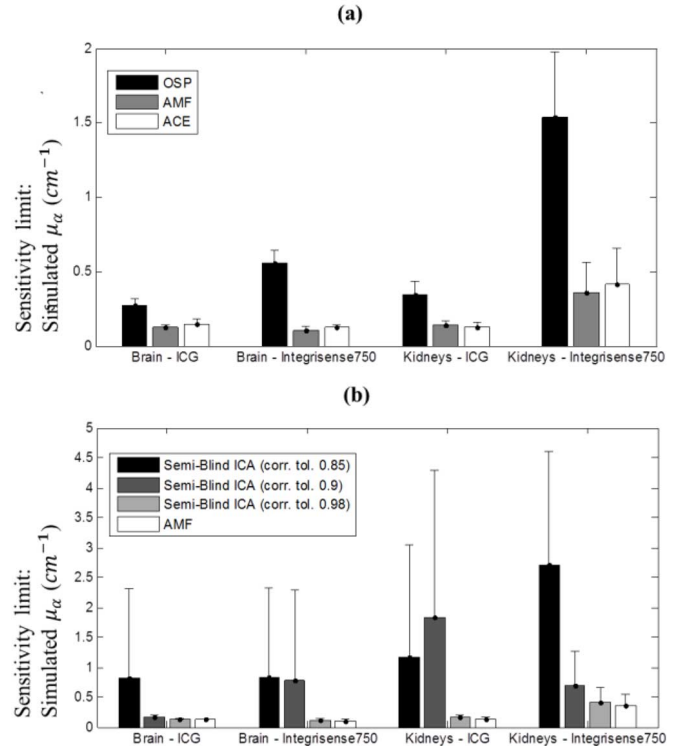 (a)
2
1.5
1
0.5
0
OSP
AMF
ACE
Sensitivity limit:
Simulated μα (cm⁻¹)
Brain - ICG
Brain - Integrisense750
Kidneys - ICG
Kidneys - Integrisense750
(b)
5
4.5
4
3.5
3
2.5
2
1.5
1
0.5
0
Semi-Blind ICA (corr. tol. 0.85)
Semi-Blind ICA (corr. tol. 0.9)
Semi-Blind ICA (corr. tol. 0.98)
AMF
Sensitivity limit:
Simulated μα (cm⁻¹)
Brain - ICG
Brain - Integrisense750
Kidneys - ICG
Kidneys - Integrisense750